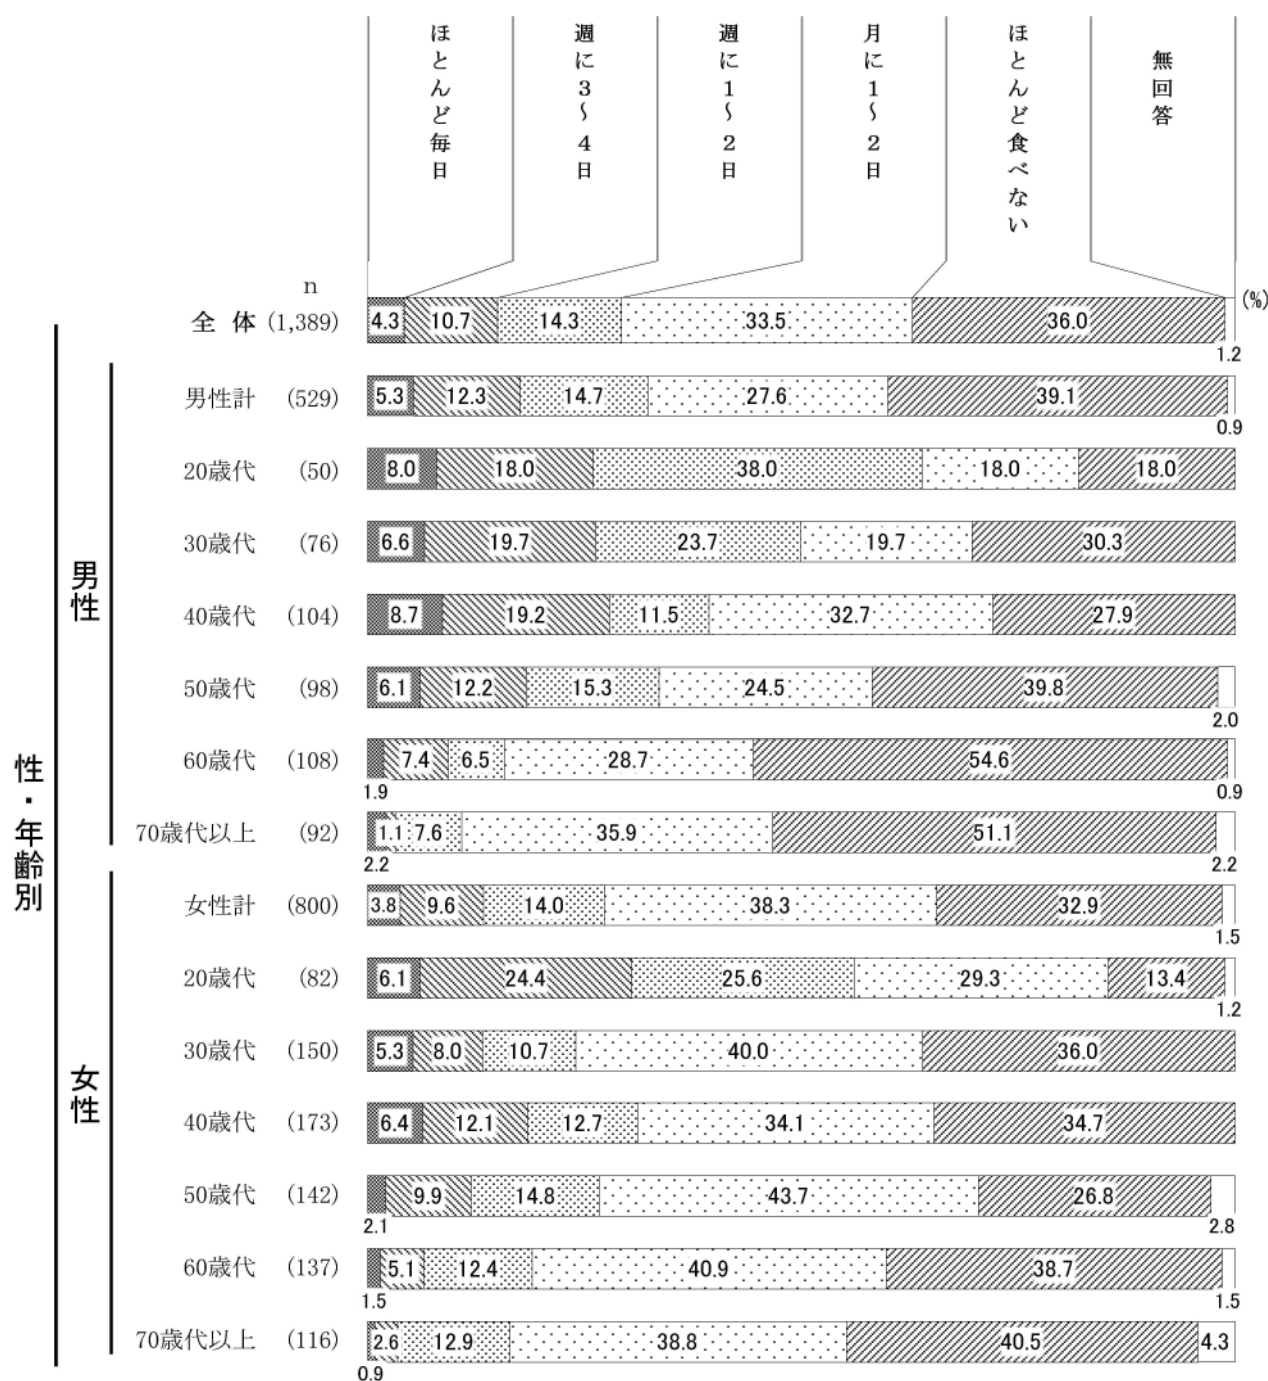 ほとんど毎日
週に3〜4日
週に1〜2日
月に1〜2日
ほとんど食べない
無回答
n
(%)
全 体 (1,389) 4.3 10.7 14.3 33.5 36.0
1.2
性・年齢別
男性
男性計 (529) 5.3 12.3 14.7 27.6 39.1
0.9
20歳代 (50) 8.0 18.0 38.0 18.0 18.0
30歳代 (76) 6.6 19.7 23.7 19.7 30.3
40歳代 (104) 8.7 19.2 11.5 32.7 27.9
50歳代 (98) 6.1 12.2 15.3 24.5 39.8
2.0
60歳代 (108) 7.4 6.5 28.7 54.6
1.9 0.9
70歳代以上 (92) 1.1 7.6 35.9 51.1
2.2 2.2
女性
女性計 (800) 3.8 9.6 14.0 38.3 32.9
1.5
20歳代 (82) 6.1 24.4 25.6 29.3 13.4
1.2
30歳代 (150) 5.3 8.0 10.7 40.0 36.0
40歳代 (173) 6.4 12.1 12.7 34.1 34.7
50歳代 (142) 9.9 14.8 43.7 26.8
2.1 2.8
60歳代 (137) 5.1 12.4 40.9 38.7
1.5 1.5
70歳代以上 (116) 2.6 12.9 38.8 40.5 4.3
0.9